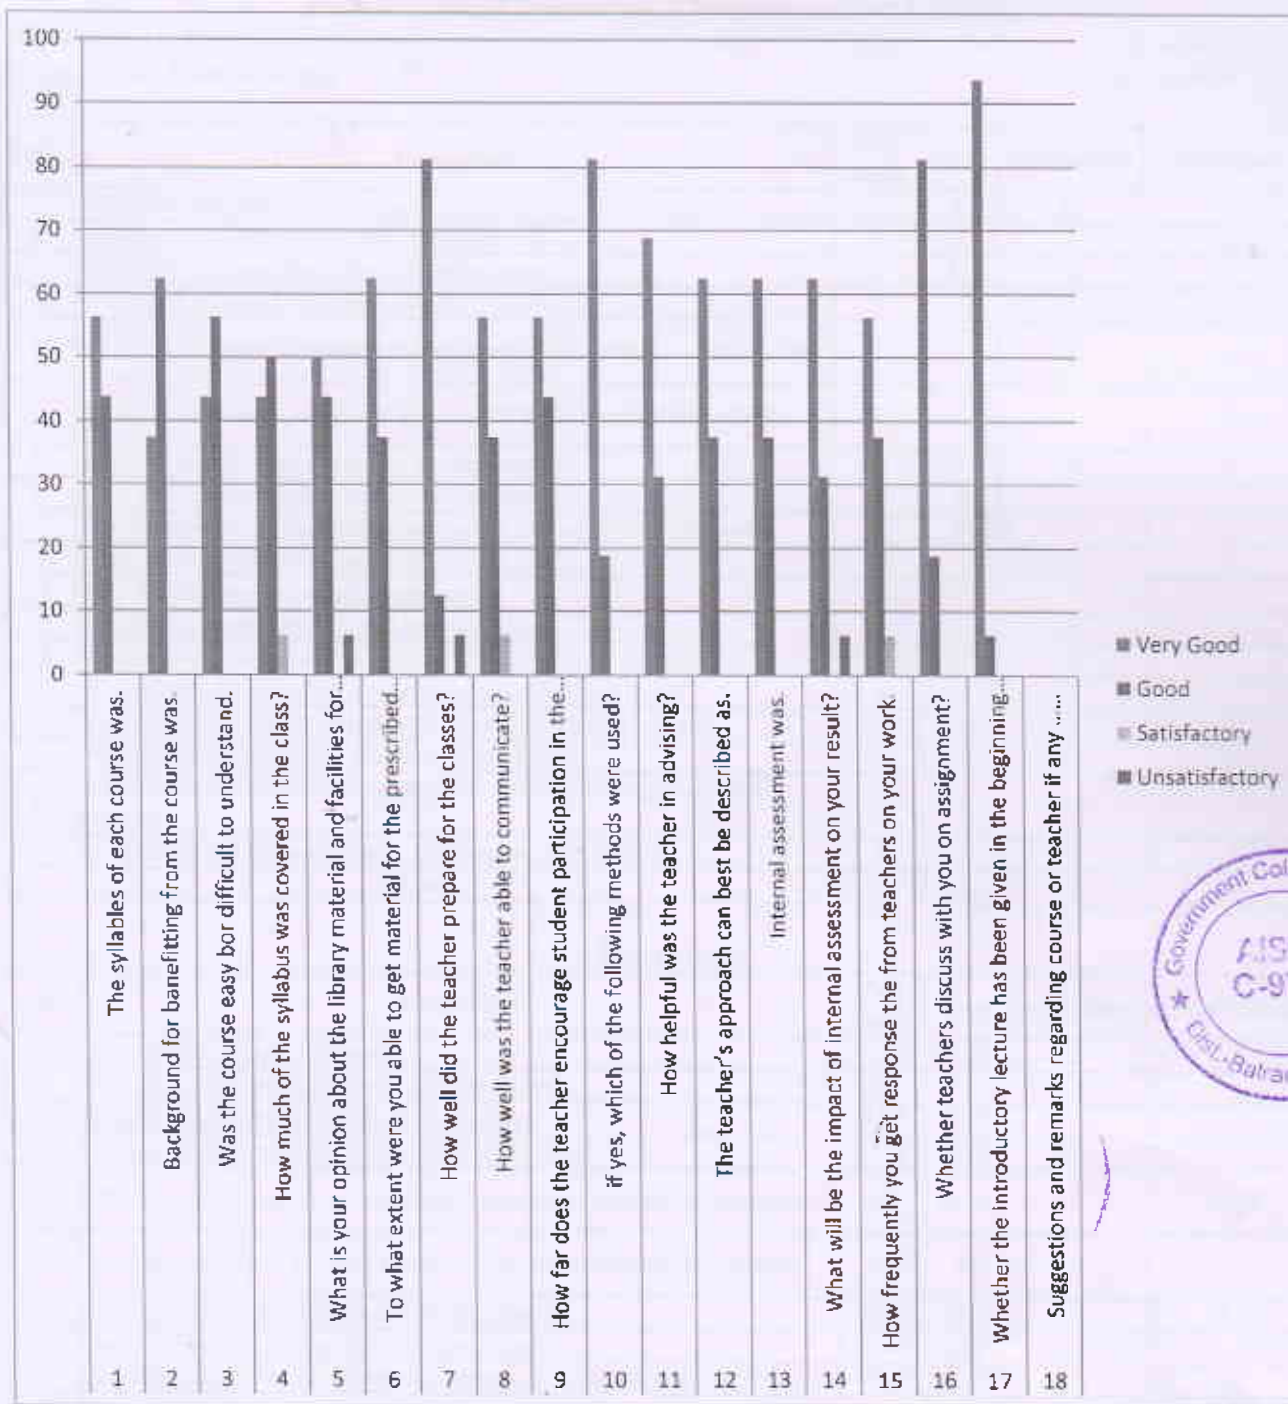 100
90
80
70
60
50
40
30
20
10
0
Very Good
Good
Satisfactory
Unsatisfactory
The syllables of each course was.
Background for banefitting from the course was.
Was the course easy bor difficult to understand.
How much of the syllabus was covered in the class?
What is your opinion about the library material and facilities for...
To what extent were you able to get material for the prescribed...
How well did the teacher prepare for the classes?
How well was the teacher able to communicate?
How far does the teacher encourage student participation in the...
if yes, which of the following methods were used?
How helpful was the teacher in advising?
The teacher's approach can best be described as.
Internal assessment was.
What will be the impact of internal assessment on your result?
How frequently you get response the from teachers on your work.
Whether teachers discuss with you on assignment?
Whether the introductory lecture has been given in the beginning...
Suggestions and remarks regarding course or teacher if any .....
1 2 3 4 5 6 7 8 9 10 11 12 13 14 15 16 17 18
Government
C-9